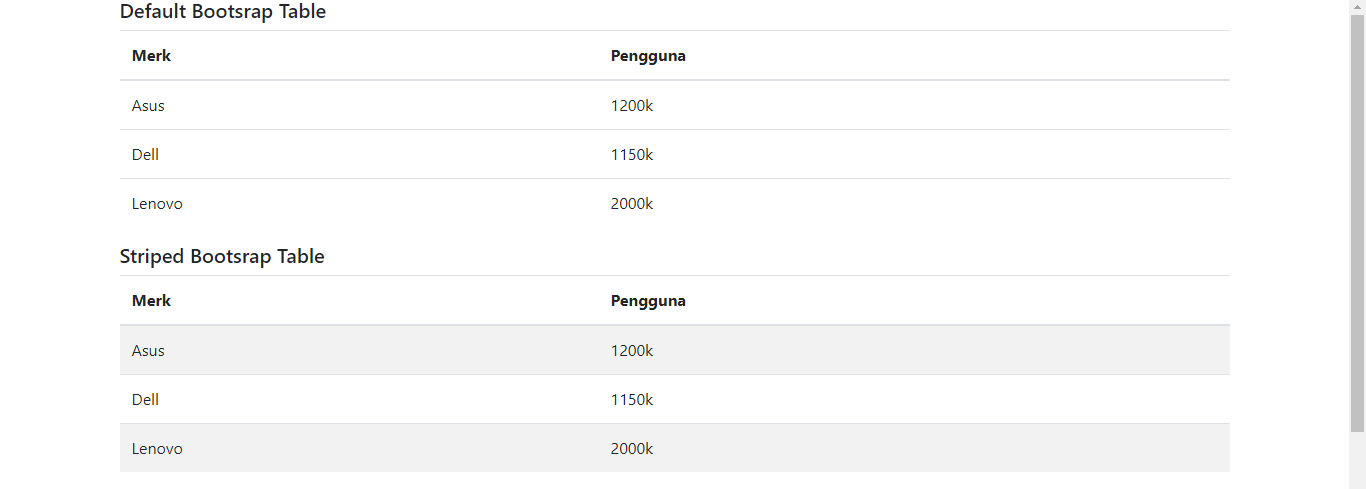 Default Bootsrap Table
Merk Pengguna
Asus 1200k
Dell 1150k
Lenovo 2000k
Striped Bootsrap Table
Merk Pengguna
Asus 1200k
Dell 1150k
Lenovo 2000k